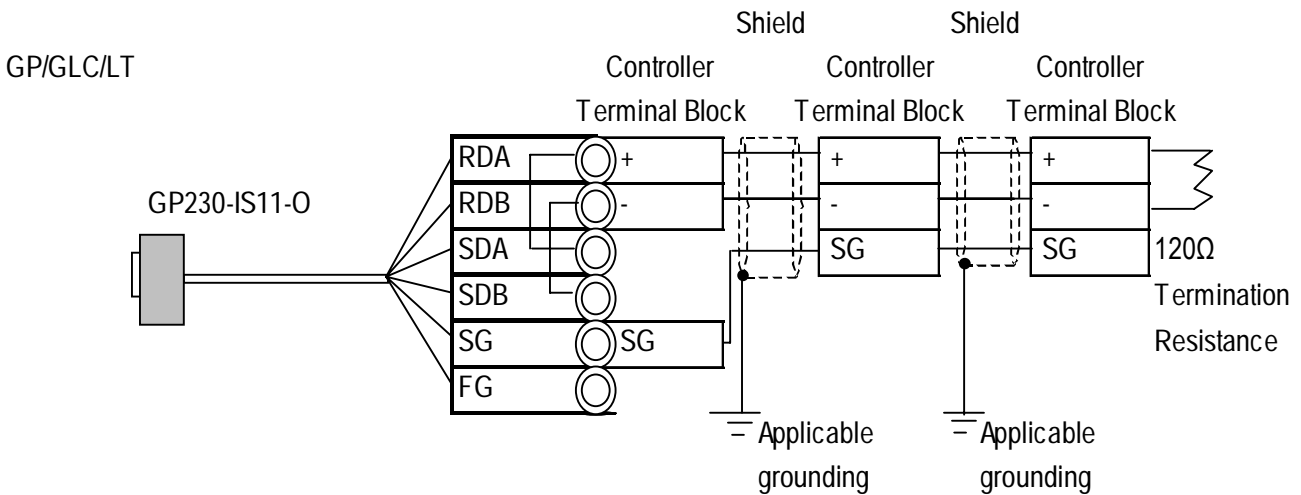 Shield Shield
GP/GLC/LT Controller Controller Controller
Terminal Block Terminal Block Terminal Block
RDA + + +
GP230-IS11-O RDB - - -
SDA SG SG 120Ω
SDB Termination
SG SG Resistance
FG
Applicable Applicable
grounding grounding